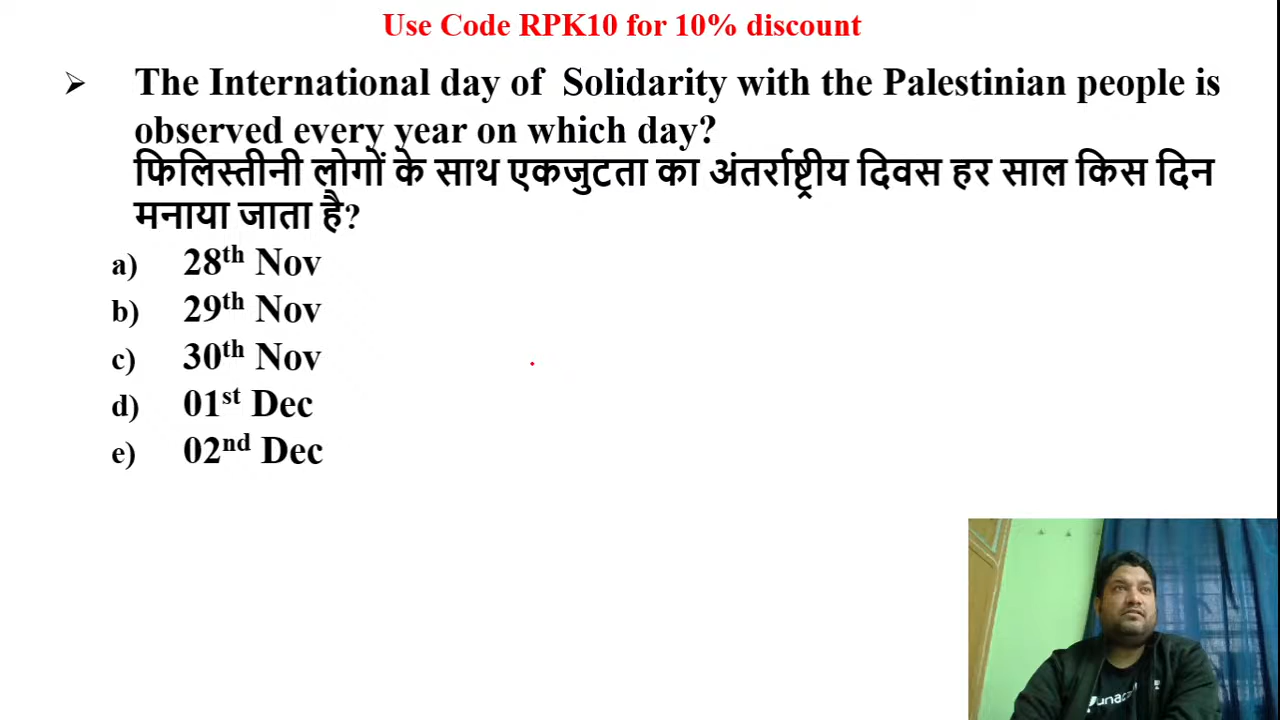 Use Code RPK10 for 10% discount
➢ The International day of Solidarity with the Palestinian people is
observed every year on which day?
फिलिस्तीनी लोगों के साथ एकजुटता का अंतर्राष्ट्रीय दिवस हर साल किस दिन
मनाया जाता है?
a) 28th Nov
b) 29th Nov
c) 30th Nov
d) 01st Dec
e) 02nd Dec